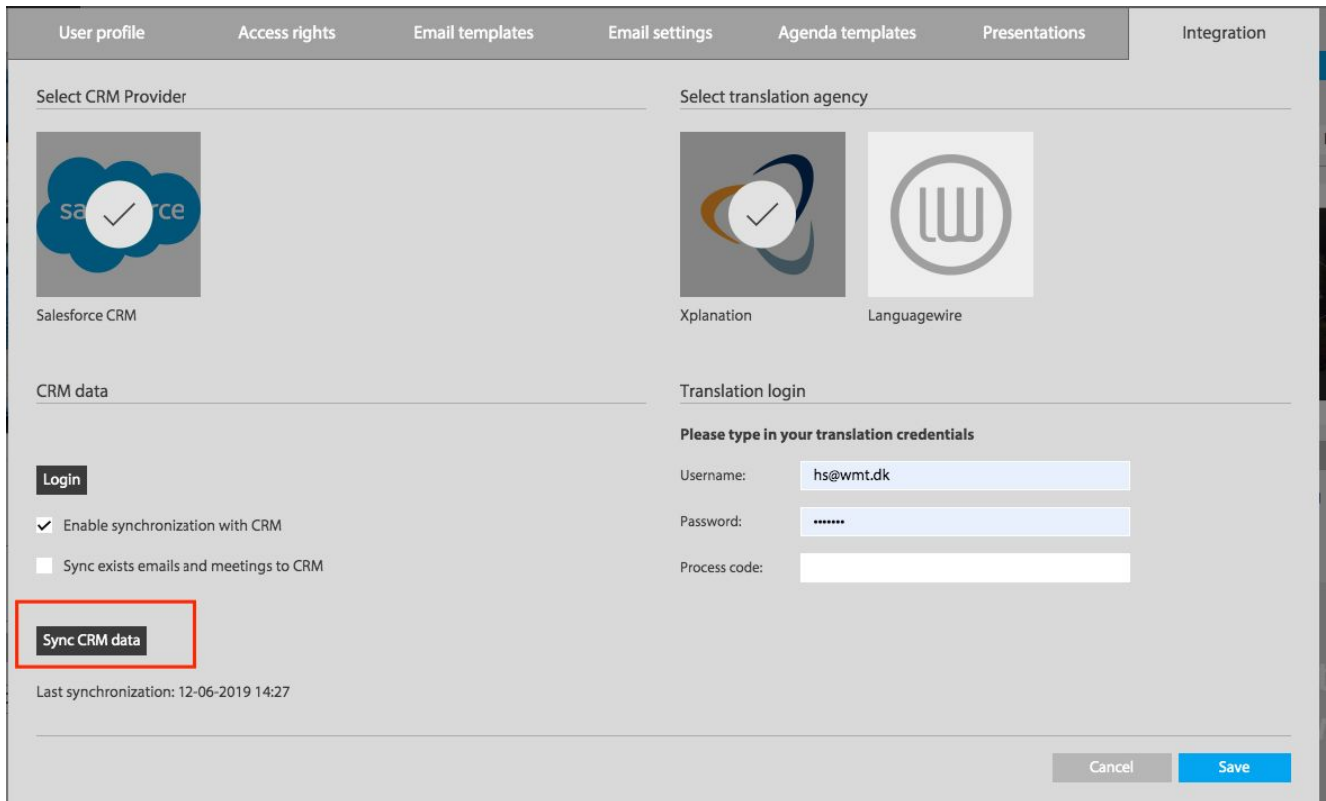 User profile Access rights Email templates Email settings Agenda templates Presentations Integration
Select CRM Provider
sa rce
Salesforce CRM
Select translation agency
LW
Xplanation Languagewire
CRM data
Login
Enable synchronization with CRM
Sync exists emails and meetings to CRM
Sync CRM data
Last synchronization: 12-06-2019 14:27
Translation login
Please type in your translation credentials
Username: hs@wmt.dk
Password: •••••••
Process code:
Cancel Save